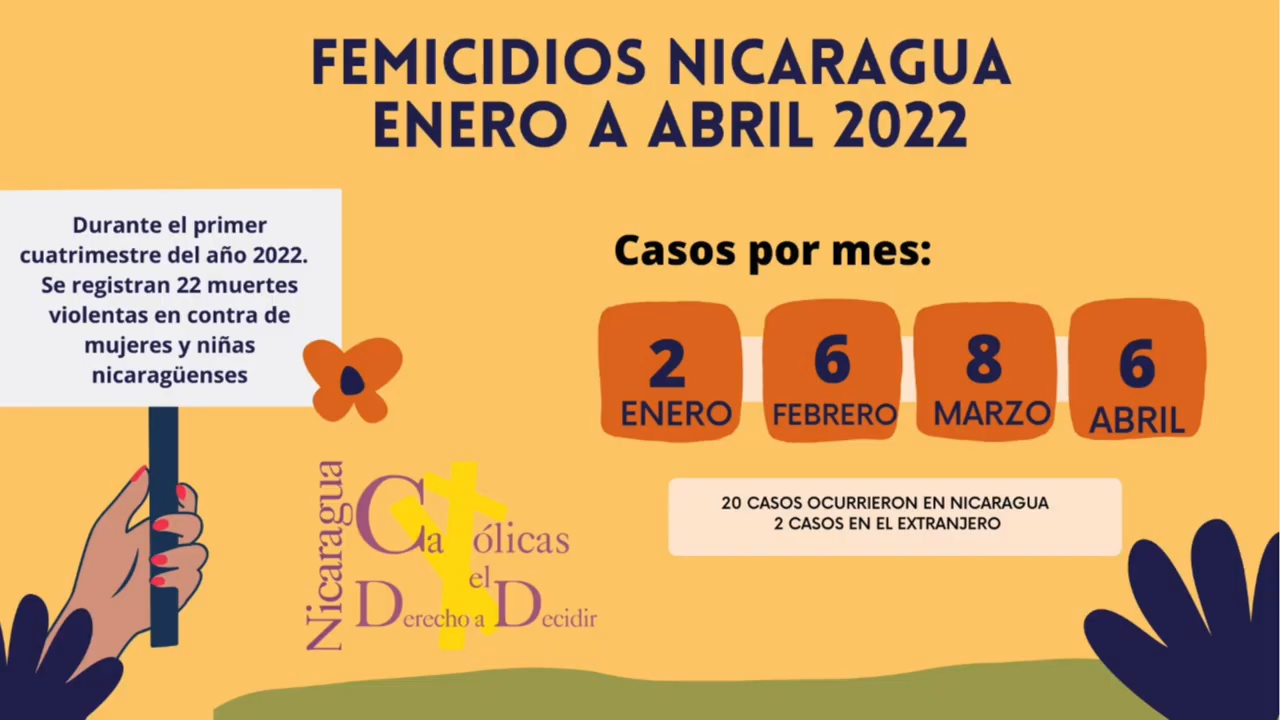 FEMICIDIOS NICARAGUA
ENERO A ABRIL 2022
Durante el primer
cuatrimestre del año 2022.
Se registran 22 muertes
violentas en contra de
mujeres y niñas
nicaragüenses
Casos por mes:
2 6 8 6
ENERO FEBRERO MARZO ABRIL
20 CASOS OCURRIERON EN NICARAGUA
2 CASOS EN EL EXTRANJERO
Nicaragua
Católicas
el
Derecho a Decidir